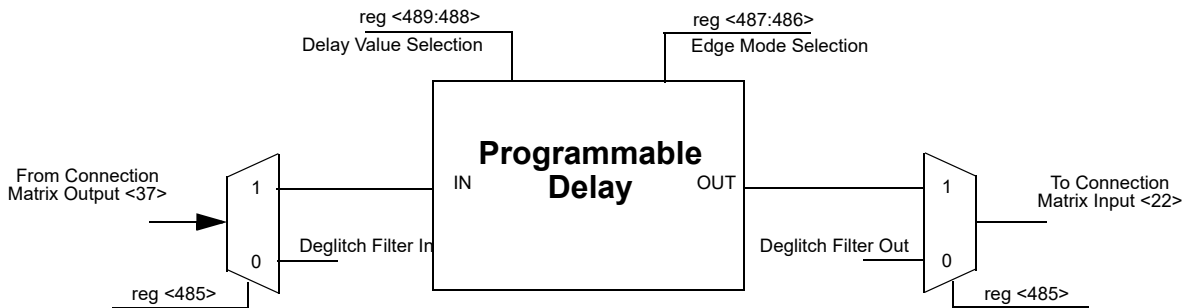 reg <489:488>
Delay Value Selection
reg <487:486>
Edge Mode Selection
Programmable
Delay
From Connection
Matrix Output <37>
1
IN
OUT
1
To Connection
Matrix Input <22>
0
Deglitch Filter In
Deglitch Filter Out
0
reg <485>
reg <485>